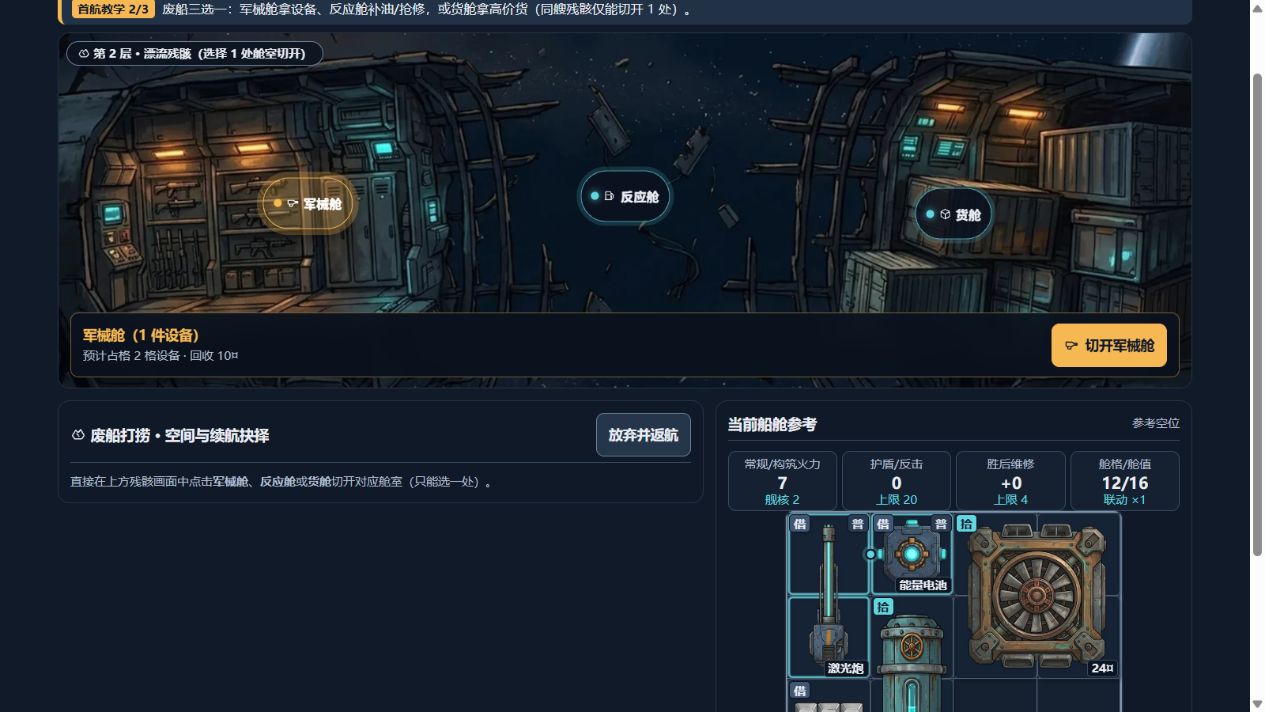 首航教学 2/3 废船三选一：军械舱拿设备、反应舱补油/抢修，或货舱拿高价货（同艘残骸仅能切开 1 处）。
第 2 层 • 漂流残骸（选择 1 处舱室切开）
军械舱
反应舱
货舱
军械舱（1 件设备）
预计占格 2 格设备 · 回收 10¤
切开军械舱
废船打捞 • 空间与续航抉择
放弃并返航
直接在上方残骸画面中点击军械舱、反应舱或货舱切开对应舱室（只能选一处）。
当前船舱参考
参考空位
常规/构筑火力
7
舰核 2
护盾/反击
0
上限 20
胜后维修
+0
上限 4
舱格/舱值
12/16
联动 ×1
借 普 借 普 拾
能量电池
拾
激光炮
24¤
借